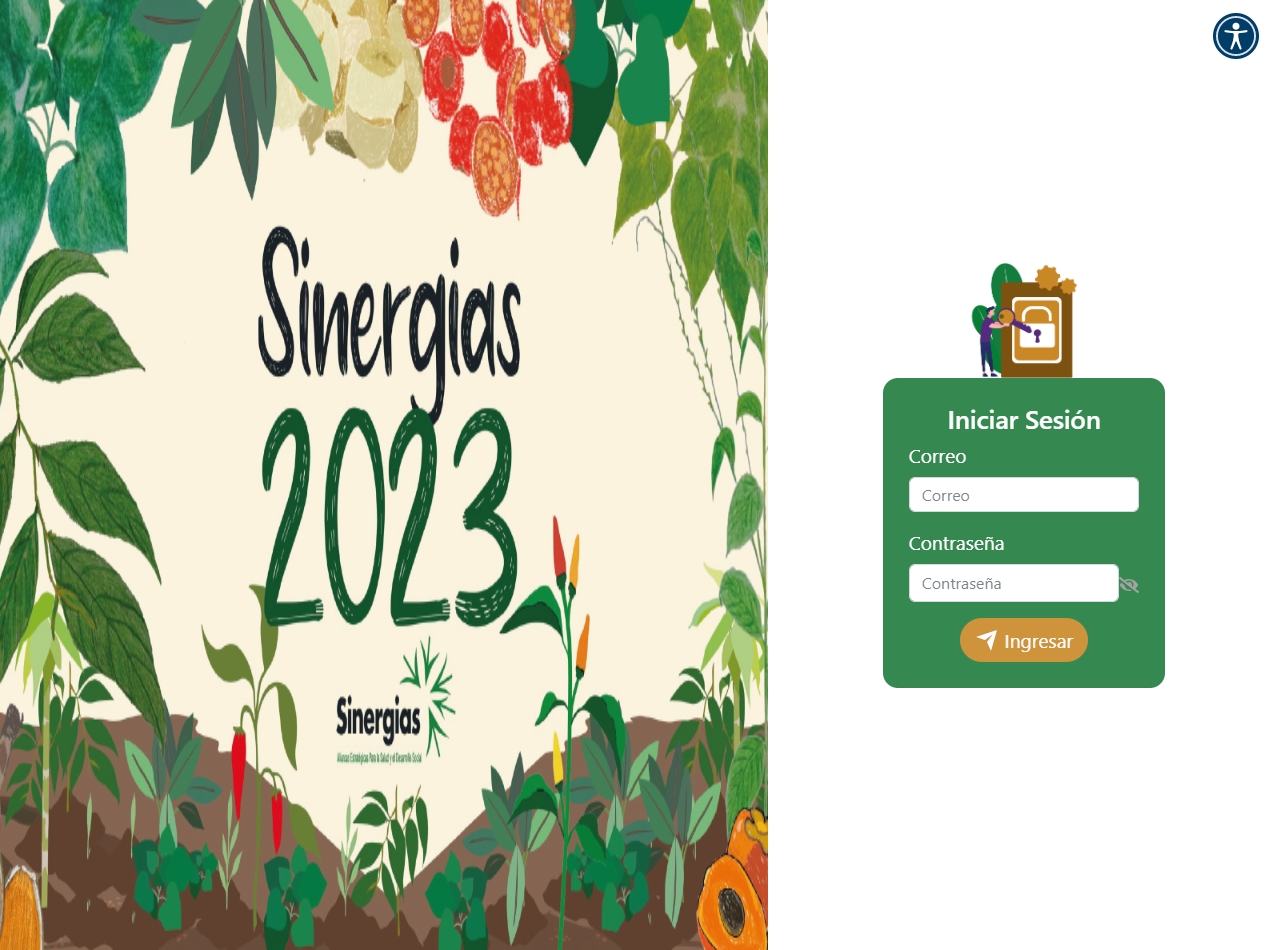 Sinergias
2023
Sinergias
Alianzas Estratégicas Para la Salud y el Desarrollo Social
Iniciar Sesión
Correo
Correo
Contraseña
Contraseña
Ingresar